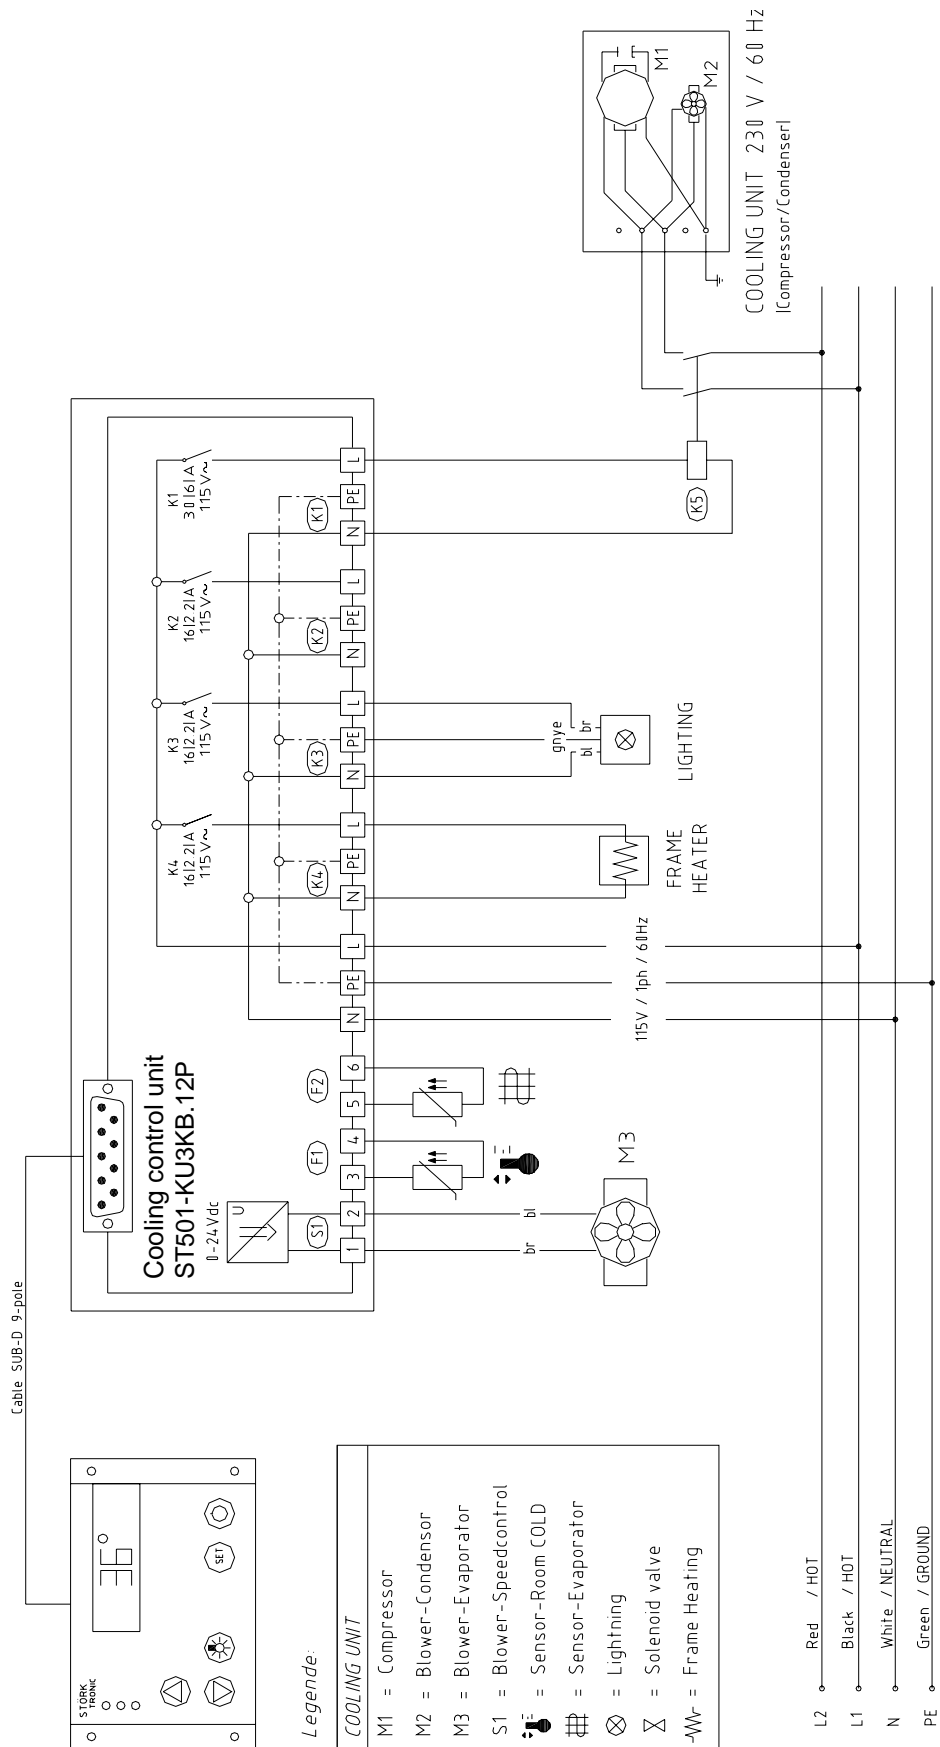 Cable SUB-D 9-pole
STÖRK
TRONIC
36°
SET
Cooling control unit
ST501-KU3KB.12P
0-24Vdc
U
S1
F1
F2
K4
16(2.2)A
115V~
K3
16(2.2)A
115V~
K2
16(2.2)A
115V~
K1
30(6)A
115V~
K4
K3
K2
K1
1
2
3
4
5
6
N
PE
L
N
PE
L
N
PE
L
N
PE
L
N
PE
L
br
bl
M3
115V / 1ph / 60Hz
FRAME
HEATER
bl
gnye
br
LIGHTING
K5
M1
M2
COOLING UNIT 230 V / 60 Hz
(Compressor/Condenser)
Legende:
COOLING UNIT
M1 = Compressor
M2 = Blower-Condensor
M3 = Blower-Evaporator
S1 = Blower-Speedcontrol
= Sensor-Room COLD
= Sensor-Evaporator
= Lightning
= Solenoid valve
= Frame Heating
L2 Red / HOT
L1 Black / HOT
N White / NEUTRAL
PE Green / GROUND